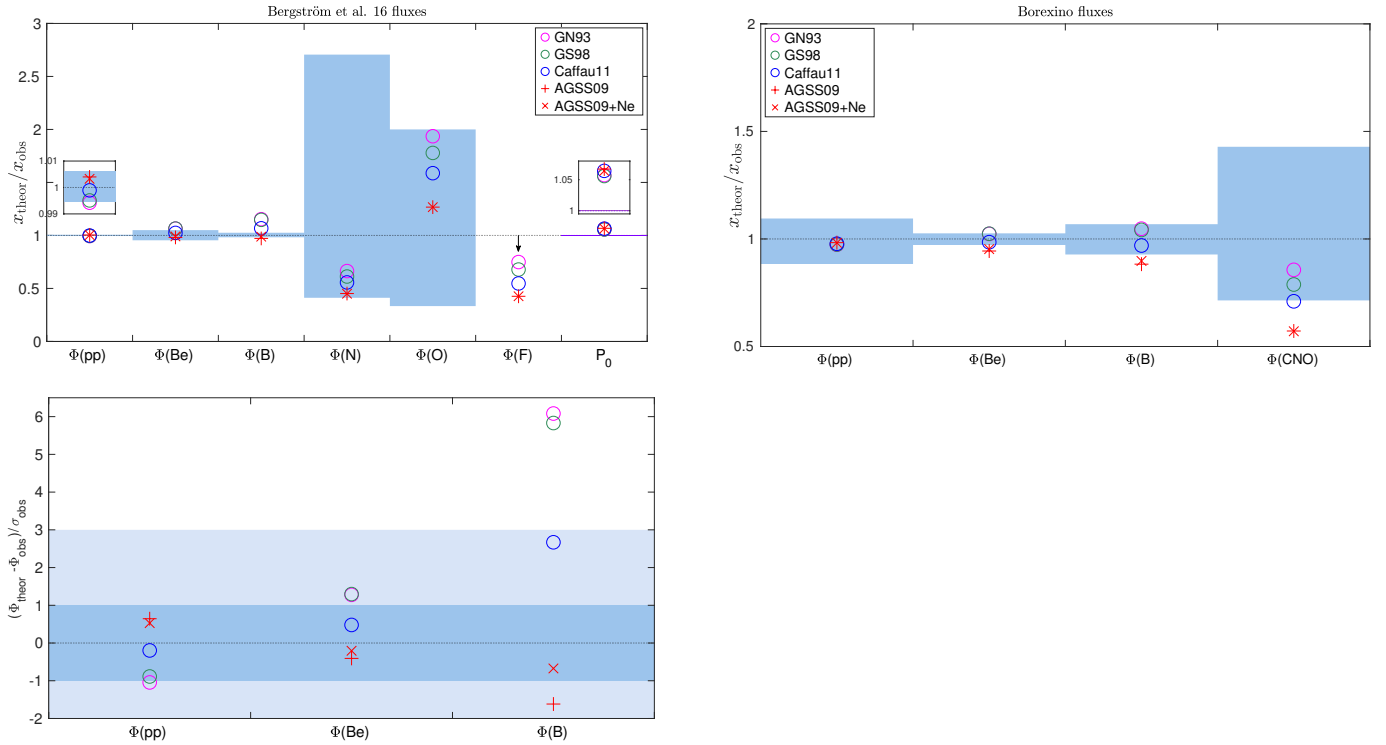 Bergström et al. 16 fluxes
3
2.5
2
1.5
1
0.5
0
x_theor/x_obs
GN93
GS98
Caffau11
AGSS09
AGSS09+Ne
1.01
1
0.99
1.05
1
Φ(pp) Φ(Be) Φ(B) Φ(N) Φ(O) Φ(F) P_0
Borexino fluxes
2
1.5
1
0.5
x_theor/x_obs
GN93
GS98
Caffau11
AGSS09
AGSS09+Ne
Φ(pp) Φ(Be) Φ(B) Φ(CNO)
6
5
4
3
2
1
0
-1
-2
(Φ_theor -Φ_obs)/σ_obs
Φ(pp) Φ(Be) Φ(B)